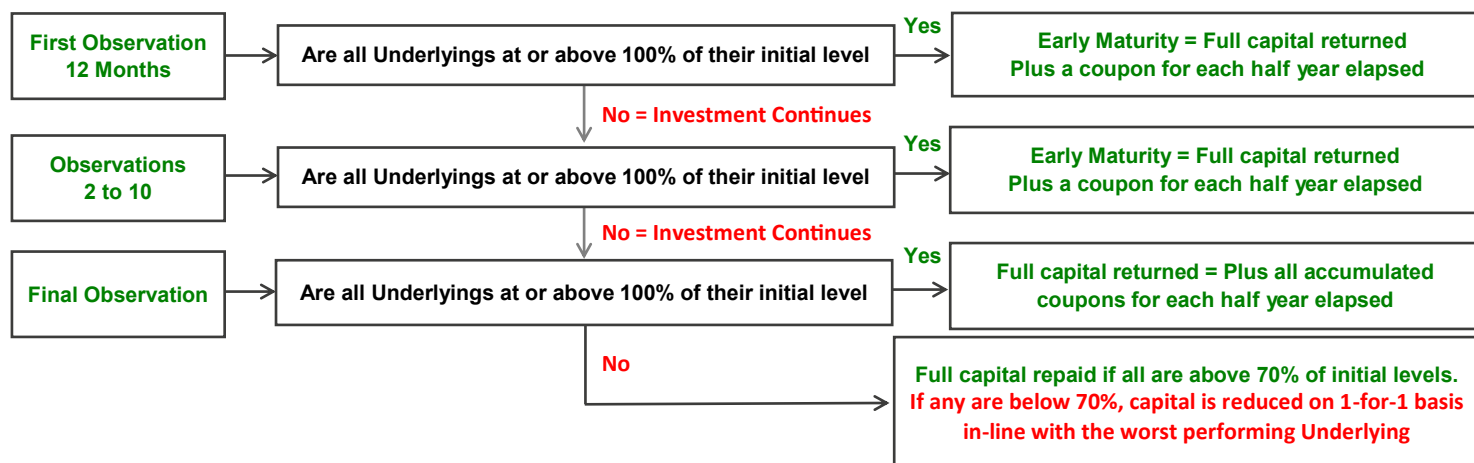 First Observation
12 Months
Are all Underlyings at or above 100% of their initial level
Yes
Early Maturity = Full capital returned
Plus a coupon for each half year elapsed
No = Investment Continues
Observations
2 to 10
Are all Underlyings at or above 100% of their initial level
Yes
Early Maturity = Full capital returned
Plus a coupon for each half year elapsed
No = Investment Continues
Final Observation
Are all Underlyings at or above 100% of their initial level
Yes
Full capital returned = Plus all accumulated
coupons for each half year elapsed
No
Full capital repaid if all are above 70% of initial levels.
If any are below 70%, capital is reduced on 1-for-1 basis
in-line with the worst performing Underlying